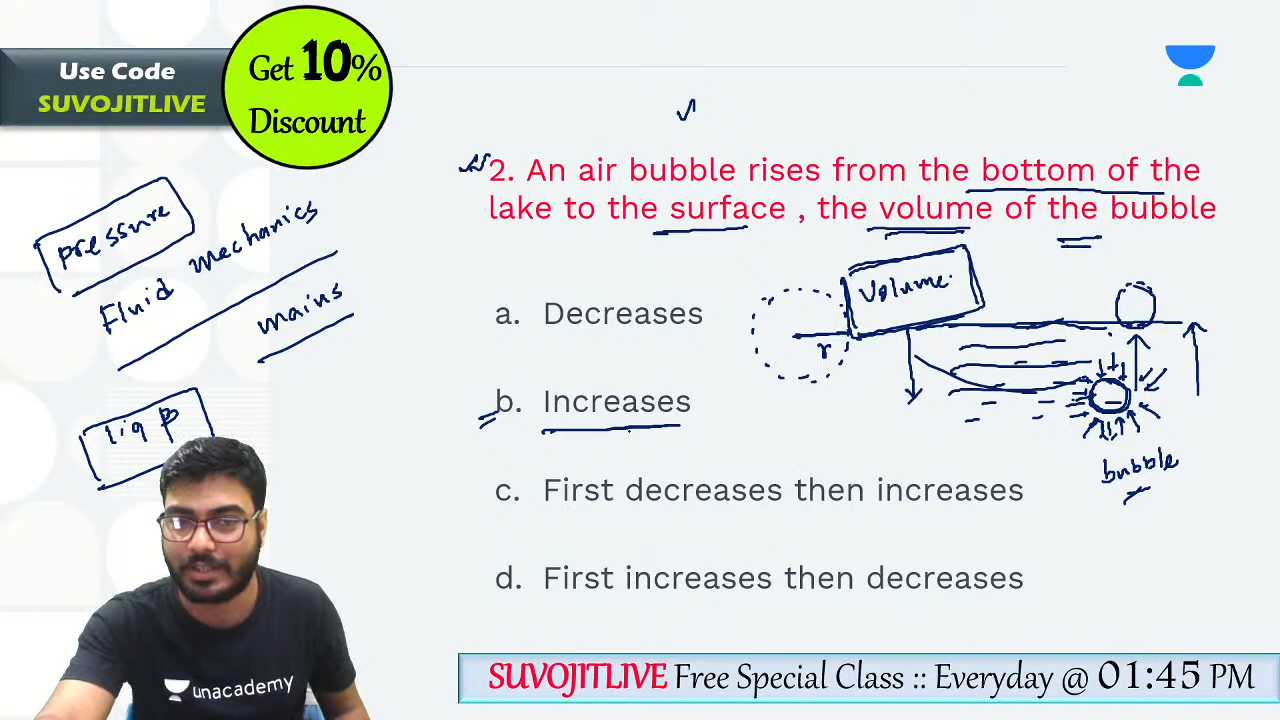 Use Code
SUVOJITLIVE
Get 10%
Discount
2. An air bubble rises from the bottom of the
lake to the surface , the volume of the bubble
pressure
Fluid mechanics
mains
liq P
Volume.
r
bubble
a. Decreases
b. Increases
c. First decreases then increases
d. First increases then decreases
unacademy
SUVOJITLIVE Free Special Class :: Everyday @ 01:45 PM